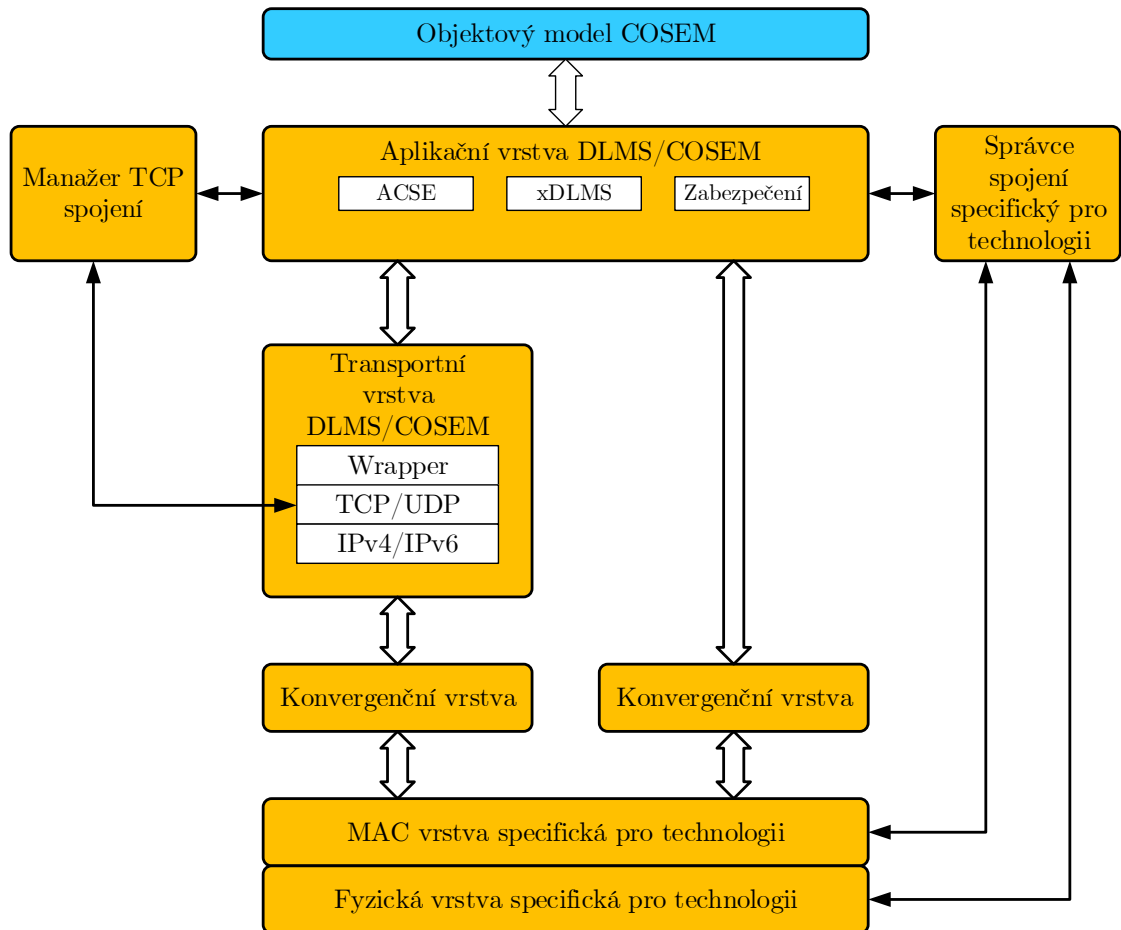 Objektový model COSEM
Manažer TCP
spojení
Aplikační vrstva DLMS/COSEM
ACSE
xDLMS
Zabezpečení
Správce
spojení
specifický pro
technologii
Transportní
vrstva
DLMS/COSEM
Wrapper
TCP/UDP
IPv4/IPv6
Konvergenční vrstva
Konvergenční vrstva
MAC vrstva specifická pro technologii
Fyzická vrstva specifická pro technologii